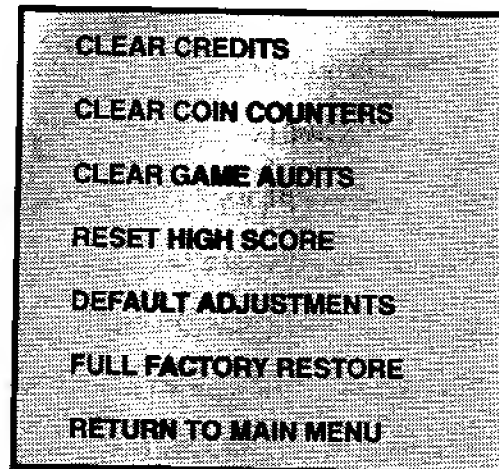 CLEAR CREDITS
CLEAR COIN COUNTERS
CLEAR GAME AUDITS
RESET HIGH SCORE
DEFAULT ADJUSTMENTS
FULL FACTORY RESTORE
RETURN TO MAIN MENU